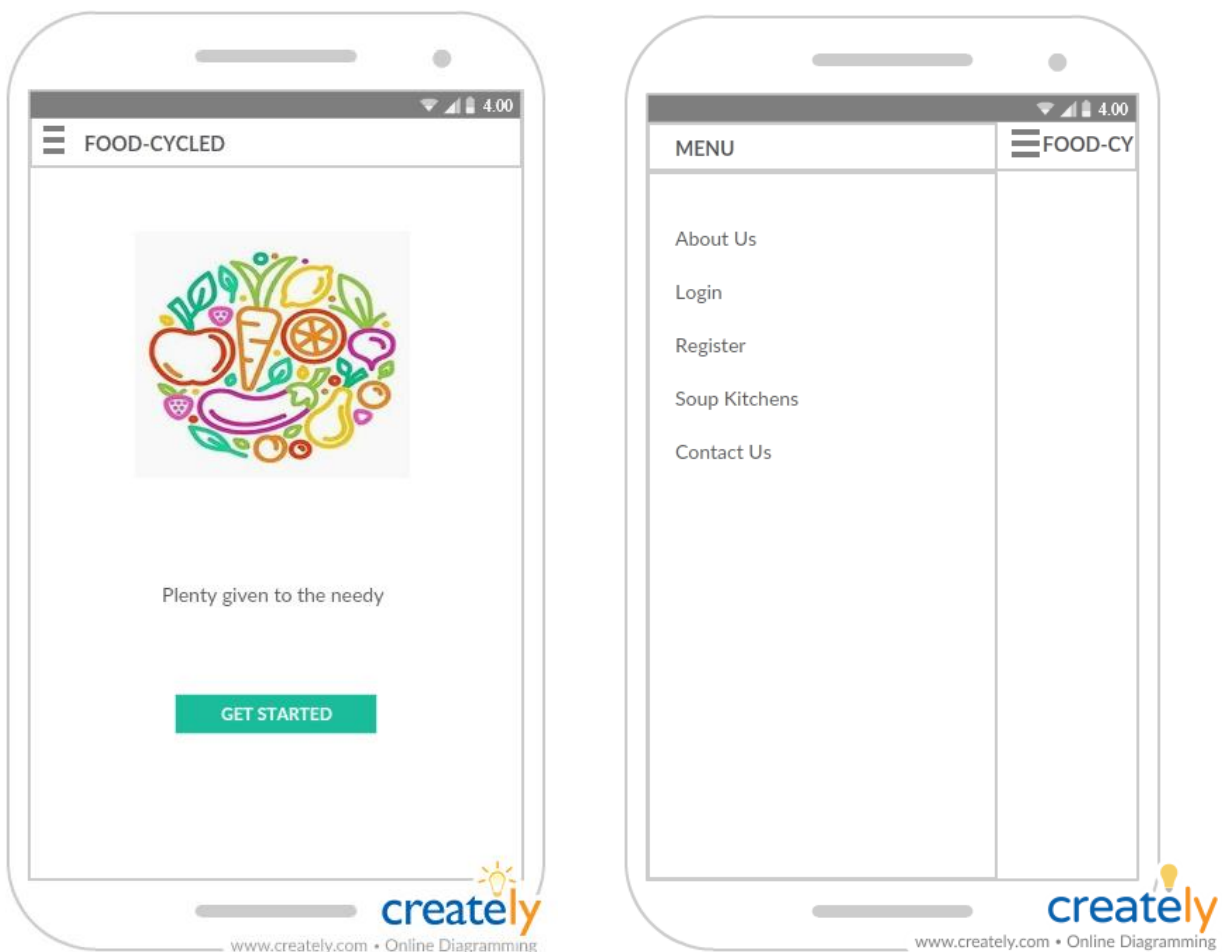 4.00
FOOD-CYCLED
Plenty given to the needy
GET STARTED
creately
www.creately.com • Online Diagramming
4.00
MENU
FOOD-CY
About Us
Login
Register
Soup Kitchens
Contact Us
creately
www.creately.com • Online Diagramming